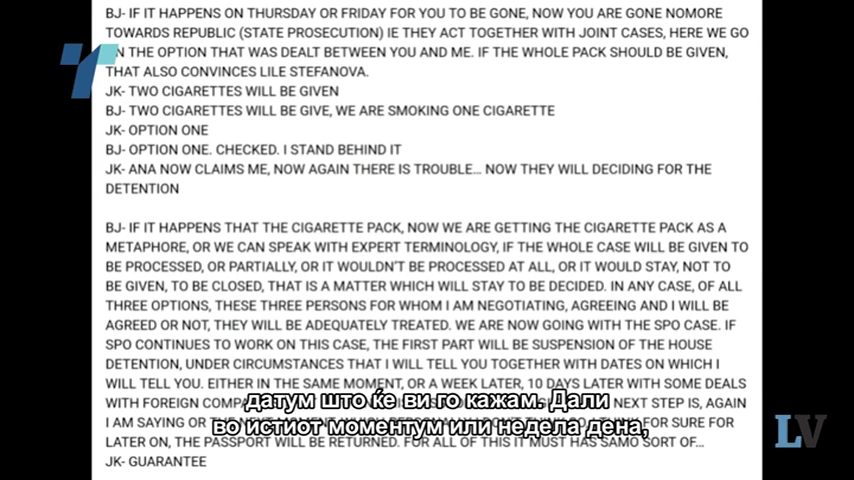 BJ- IF IT HAPPENS ON THURSDAY OR FRIDAY FOR YOU TO BE GONE, NOW YOU ARE GONE NOMORE
TOWARDS REPUBLIC (STATE PROSECUTION) IE THEY ACT TOGETHER WITH JOINT CASES, HERE WE GO
ON THE OPTION THAT WAS DEALT BETWEEN YOU AND ME. IF THE WHOLE PACK SHOULD BE GIVEN,
THAT ALSO CONVINCES LILE STEFANOVA.
JK- TWO CIGARETTES WILL BE GIVEN
BJ- TWO CIGARETTES WILL BE GIVE, WE ARE SMOKING ONE CIGARETTE
JK- OPTION ONE
BJ- OPTION ONE. CHECKED. I STAND BEHIND IT
JK- ANA NOW CLAIMS ME, NOW AGAIN THERE IS TROUBLE... NOW THEY WILL DECIDING FOR THE
DETENTION
BJ- IF IT HAPPENS THAT THE CIGARETTE PACK, NOW WE ARE GETTING THE CIGARETTE PACK AS A
METAPHORE, OR WE CAN SPEAK WITH EXPERT TERMINOLOGY, IF THE WHOLE CASE WILL BE GIVEN TO
BE PROCESSED, OR PARTIALLY, OR IT WOULDN'T BE PROCESSED AT ALL, OR IT WOULD STAY, NOT TO
BE GIVEN, TO BE CLOSED, THAT IS A MATTER WHICH WILL STAY TO BE DECIDED. IN ANY CASE, OF ALL
THREE OPTIONS, THESE THREE PERSONS FOR WHOM I AM NEGOTIATING, AGREEING AND I WILL BE
AGREED OR NOT, THEY WILL BE ADEQUATELY TREATED. WE ARE NOW GOING WITH THE SPO CASE. IF
SPO CONTINUES TO WORK ON THIS CASE, THE FIRST PART WILL BE SUSPENSION OF THE HOUSE
DETENTION, UNDER CIRCUMSTANCES THAT I WILL TELL YOU TOGETHER WITH DATES ON WHICH I
WILL TELL YOU. EITHER IN THE SAME MOMENT, OR A WEEK LATER, 10 DAYS LATER WITH SOME DEALS
WITH FOREIGN NEXT STEP IS, AGAIN
I AM SAYING OR THE FOR SURE FOR
LATER ON, THE PASSPORT WILL BE RETURNED. FOR ALL OF THIS IT MUST HAS SAMO SORT OF...
JK- GUARANTEE
датум што ќе ви го кажам. Дали
во истиот моментум или недела дена,
LV